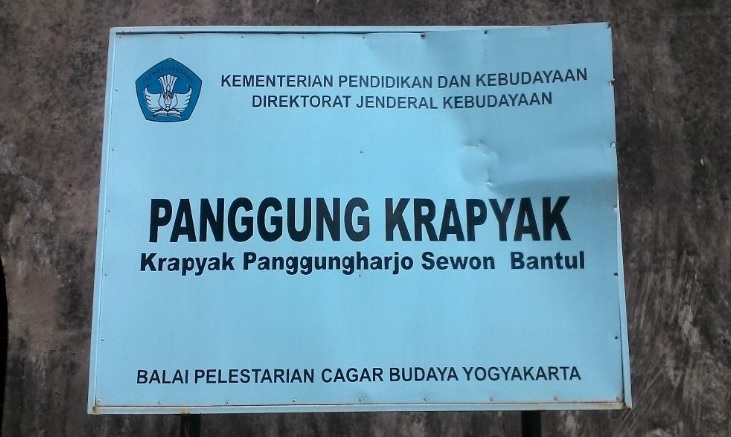 KEMENTERIAN PENDIDIKAN DAN KEBUDAYAAN
DIREKTORAT JENDERAL KEBUDAYAAN
PANGGUNG KRAPYAK
Krapyak Panggungharjo Sewon Bantul
BALAI PELESTARIAN CAGAR BUDAYA YOGYAKARTA